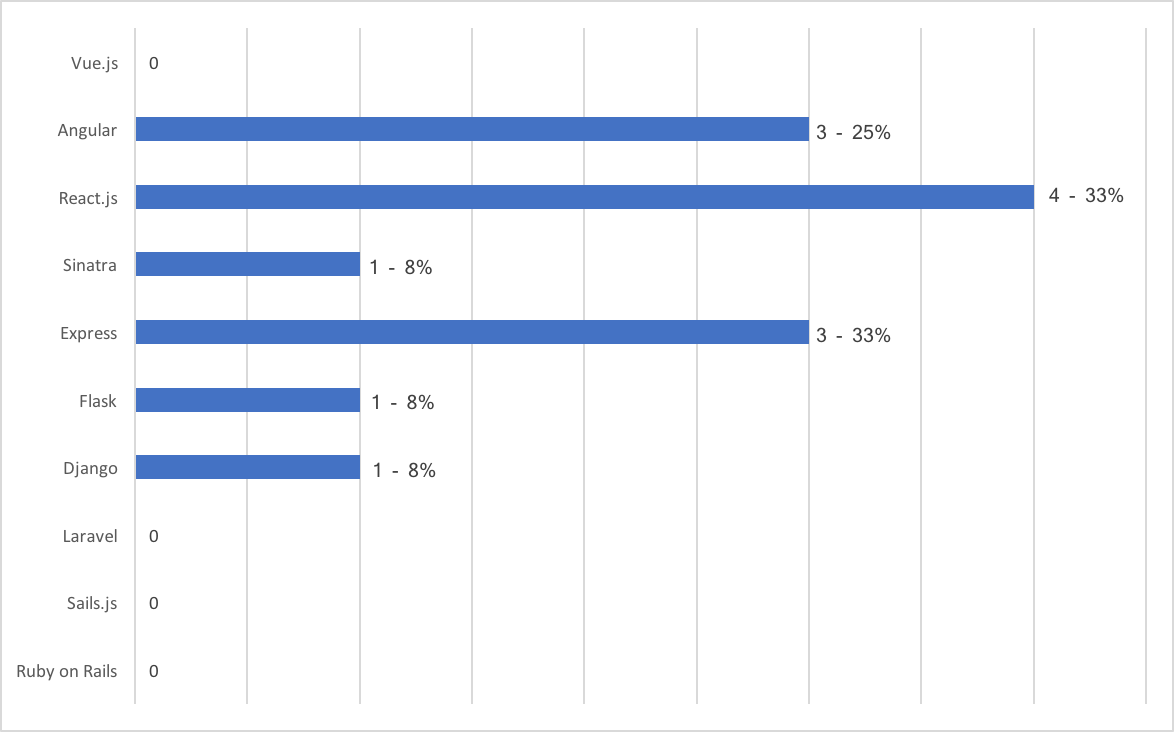 Vue.js 0
Angular 3 - 25%
React.js 4 - 33%
Sinatra 1 - 8%
Express 3 - 33%
Flask 1 - 8%
Django 1 - 8%
Laravel 0
Sails.js 0
Ruby on Rails 0